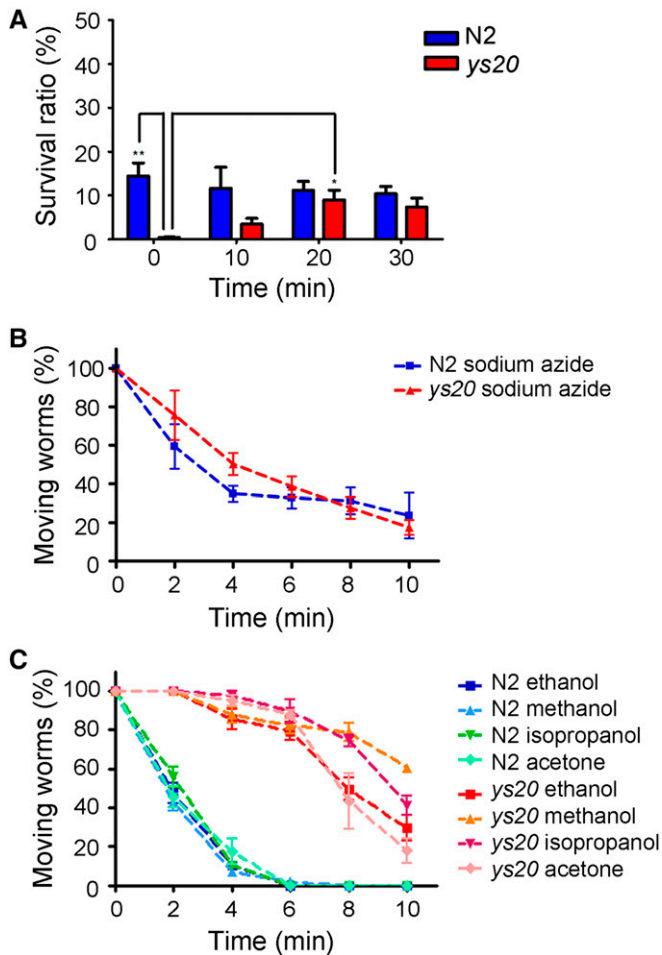 A
Survival ratio (%)
50
40
30
20
10
0
N2
ys20
**
*
0 10 20 30
Time (min)
B
Moving worms (%)
100
80
60
40
20
0
N2 sodium azide
ys20 sodium azide
0 2 4 6 8 10
Time (min)
C
Moving worms (%)
100
80
60
40
20
0
N2 ethanol
N2 methanol
N2 isopropanol
N2 acetone
ys20 ethanol
ys20 methanol
ys20 isopropanol
ys20 acetone
0 2 4 6 8 10
Time (min)